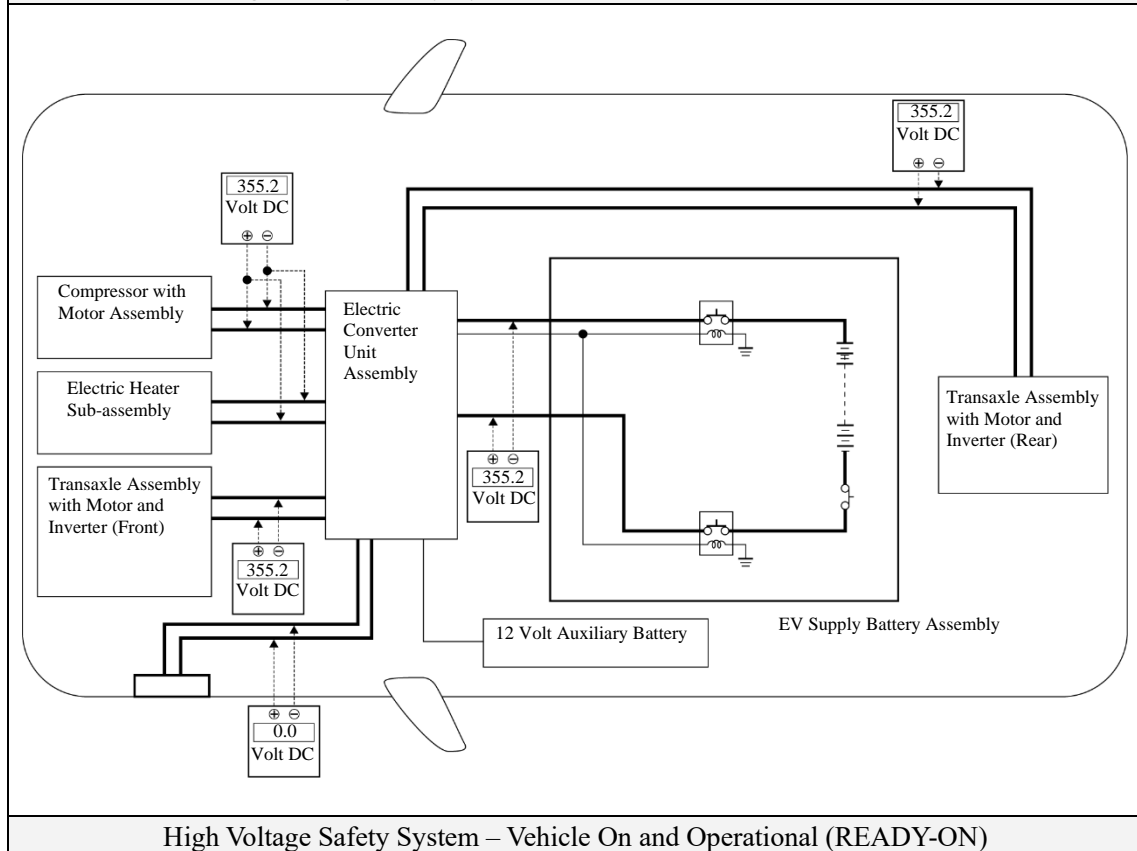 355.2
Volt DC
⊕ ⊖
355.2
Volt DC
⊕ ⊖
Compressor with
Motor Assembly
Electric
Converter
Unit
Assembly
Electric Heater
Sub-assembly
Transaxle Assembly
with Motor and
Inverter (Rear)
⊕ ⊖
355.2
Volt DC
Transaxle Assembly
with Motor and
Inverter (Front)
⊕ ⊖
355.2
Volt DC
12 Volt Auxiliary Battery
EV Supply Battery Assembly
⊕ ⊖
0.0
Volt DC
High Voltage Safety System – Vehicle On and Operational (READY-ON)